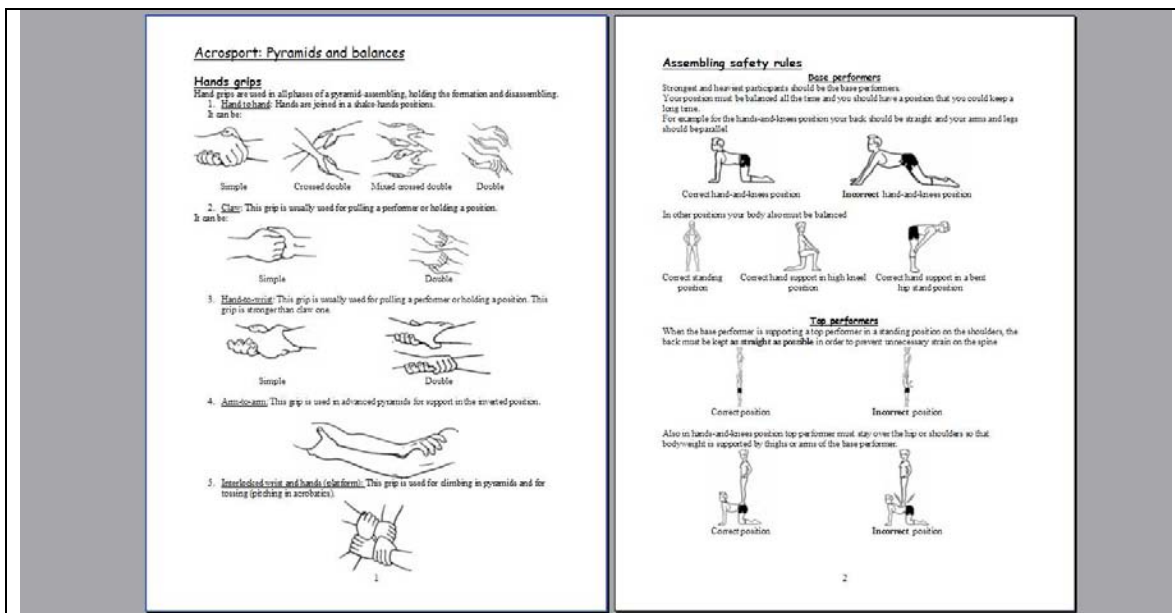 Acrosport: Pyramids and balances
Hands grips
Hand grips are used in all phases of a pyramid-assembling, holding the formation and disassembling.
1. Hand to hand: Hands are joined in a shake-hands positions.
It can be:
Simple Crossed double Mixed crossed double Double
2. Claw: This grip is usually used for pulling a performer or holding a position.
It can be:
Simple Double
3. Hand-to-wrist: This grip is usually used for pulling a performer or holding a position. This
grip is stronger than claw one.
Simple Double
4. Arm-to-arm: This grip is used in advanced pyramids for support in the inverted position.
5. Interlocked wrist and hands (platform): This grip is used for climbing in pyramids and for
tossing (pitching in acrobatics).
1
Assembling safety rules
Base performers
Strongest and heaviest participants should be the base performers.
Your position must be balanced all the time and you should have a position that you could keep a
long time.
For example for the hands-and-knees position your back should be straight and your arms and legs
should be parallel
Correct hand-and-knees position Incorrect hand-and-knees position
In other positions your body also must be balanced
Correct standing Correct hand support in high kneel Correct hand support in a bent
position position hip stand position
Top performers
When the base performer is supporting a top performer in a standing position on the shoulders, the
back must be kept as straight as possible in order to prevent unnecessary strain on the spine
Correct position Incorrect position
Also in hands-and-knees position top performer must stay over the hip or shoulders so that
bodyweight is supported by thighs or arms of the base performer.
Correct position Incorrect position
2